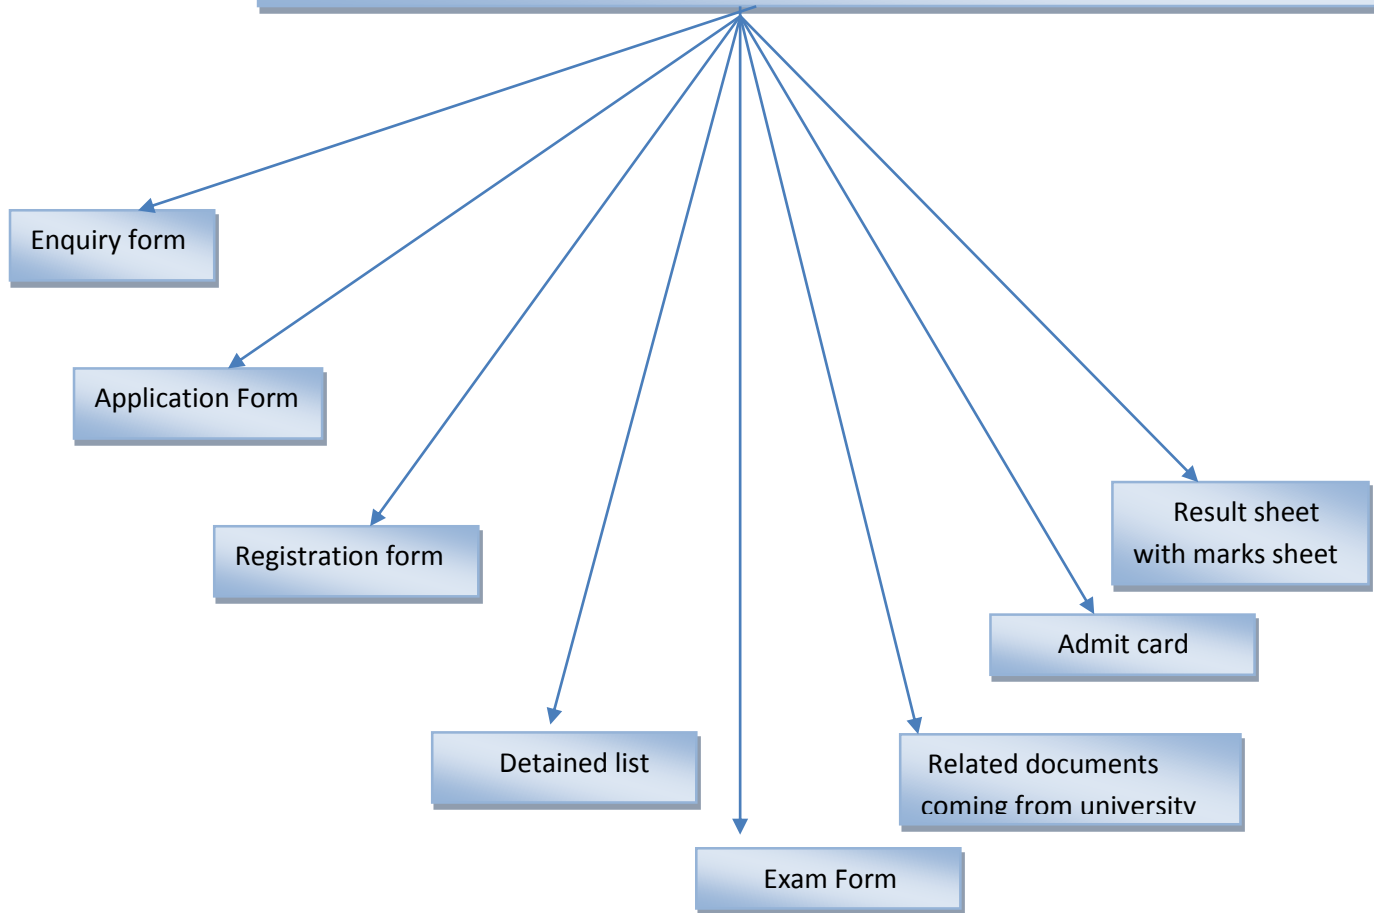 Enquiry form
Application Form
Registration form
Result sheet
with marks sheet
Admit card
Detained list
Related documents
coming from university
Exam Form